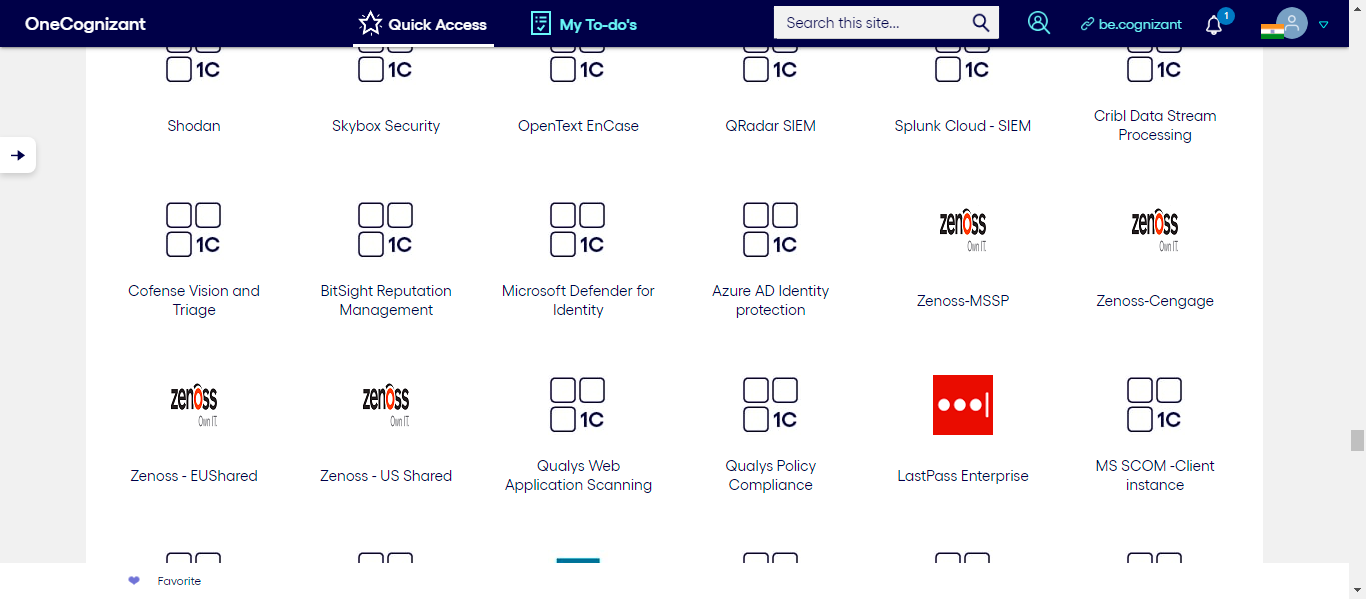 OneCognizant
Quick Access
My To-do's
Search this site...
be.cognizant
1
1C
1C
1C
1C
1C
1C
Shodan
Skybox Security
OpenText EnCase
QRadar SIEM
Splunk Cloud - SIEM
Cribl Data Stream
Processing
1C
1C
1C
1C
zenoss
Own IT.
zenoss
Own IT.
Cofense Vision and
Triage
BitSight Reputation
Management
Microsoft Defender for
Identity
Azure AD Identity
protection
Zenoss-MSSP
Zenoss-Cengage
zenoss
Own IT.
zenoss
Own IT.
1C
1C
1C
Zenoss - EUShared
Zenoss - US Shared
Qualys Web
Application Scanning
Qualys Policy
Compliance
LastPass Enterprise
MS SCOM -Client
instance
Favorite